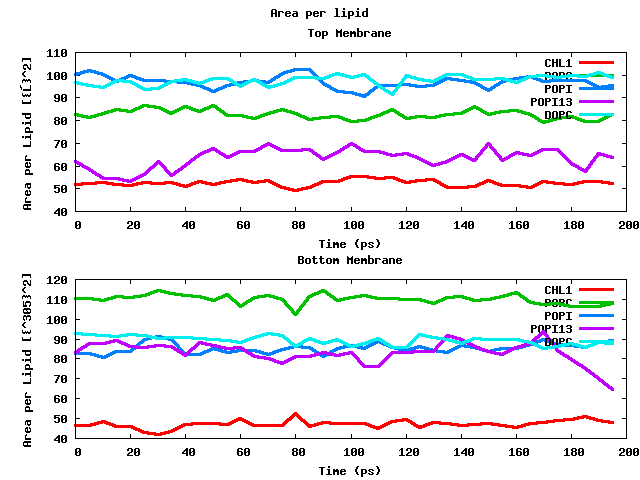 Area per lipid
Top Membrane
Area per Lipid [{Į}^2]
110
100
90
80
70
60
50
40
0 20 40 60 80 100 120 140 160 180 200
Time (ps)
CHL1
POPC
POPI
POPI13
DOPC
Bottom Membrane
Area per Lipid [{^305}^2]
120
110
100
90
80
70
60
50
40
0 20 40 60 80 100 120 140 160 180 200
Time (ps)
CHL1
POPC
POPI
POPI13
DOPC